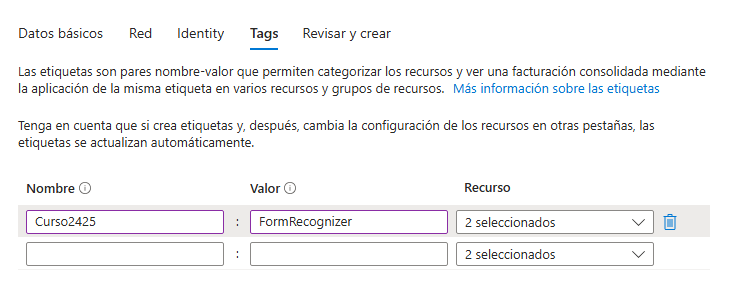 Datos básicos Red Identity Tags Revisar y crear
Las etiquetas son pares nombre-valor que permiten categorizar los recursos y ver una facturación consolidada mediante
la aplicación de la misma etiqueta en varios recursos y grupos de recursos. Más información sobre las etiquetas
Tenga en cuenta que si crea etiquetas y, después, cambia la configuración de los recursos en otras pestañas, las
etiquetas se actualizan automáticamente.
Nombre Valor Recurso
Curso2425 : FormRecognizer 2 seleccionados
: 2 seleccionados